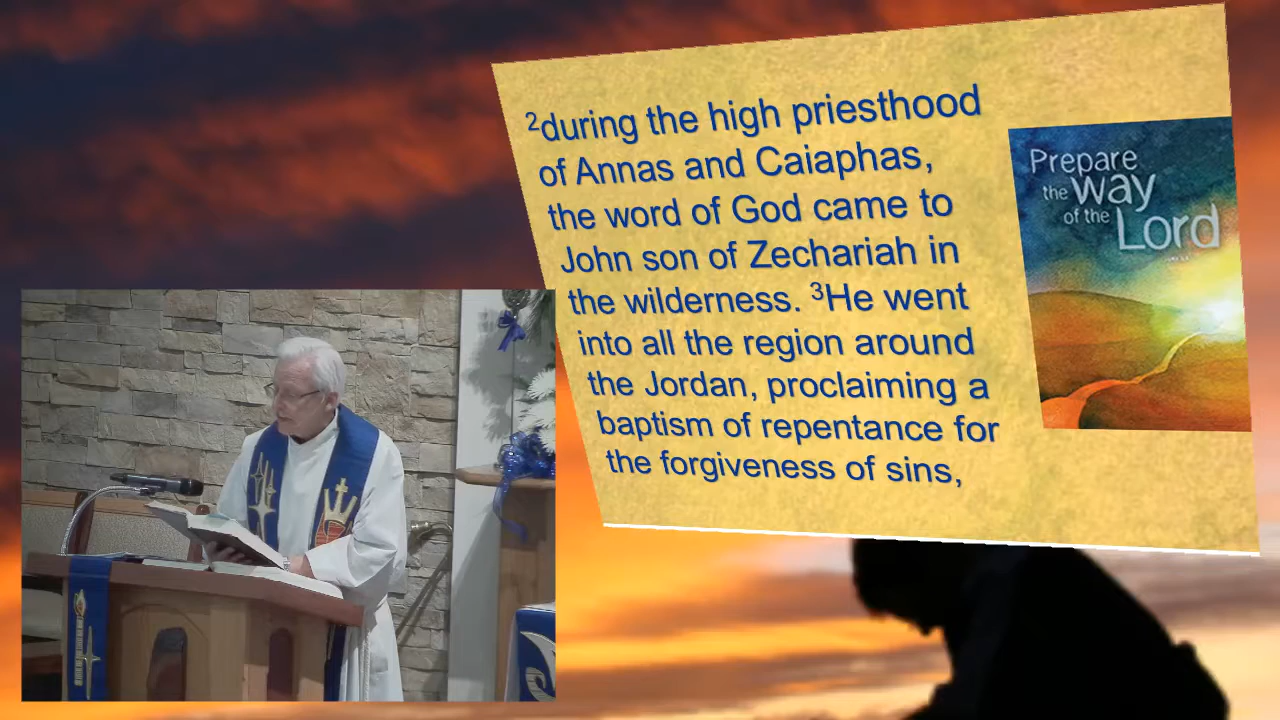 ²during the high priesthood
of Annas and Caiaphas,
the word of God came to
John son of Zechariah in
the wilderness. ³He went
into all the region around
the Jordan, proclaiming a
baptism of repentance for
the forgiveness of sins,
Prepare
the way
of the
Lord